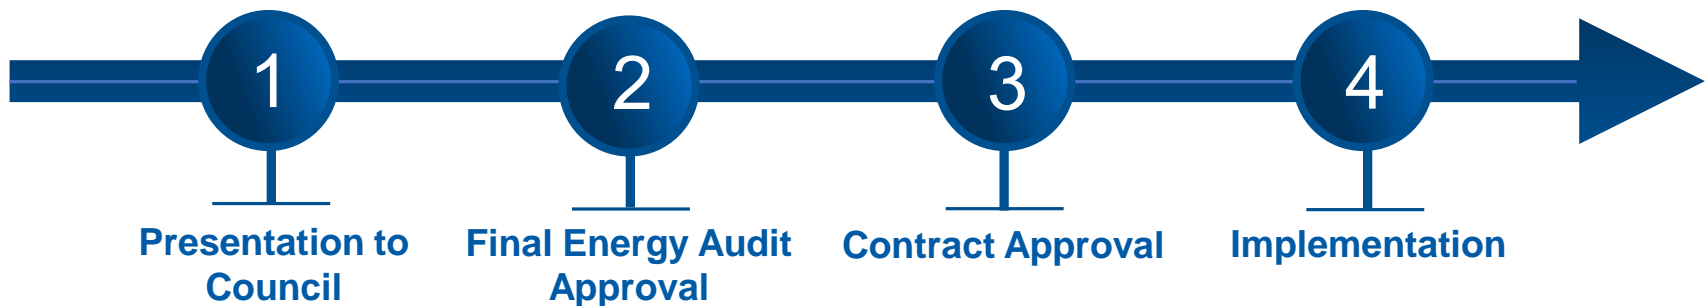 1
2
3
4
Presentation to
Council
Final Energy Audit
Approval
Contract Approval
Implementation